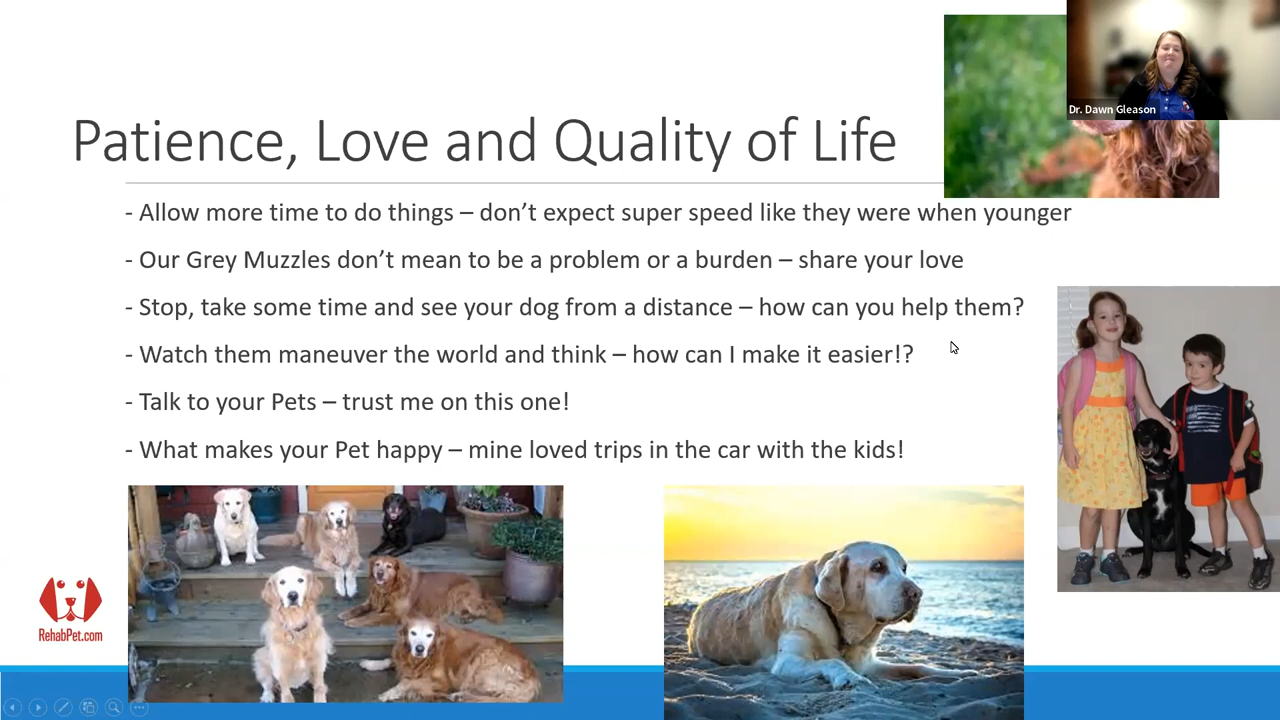 Dr. Dawn Gleason
Patience, Love and Quality of Life
- Allow more time to do things – don’t expect super speed like they were when younger
- Our Grey Muzzles don’t mean to be a problem or a burden – share your love
- Stop, take some time and see your dog from a distance – how can you help them?
- Watch them maneuver the world and think – how can I make it easier!?
- Talk to your Pets – trust me on this one!
- What makes your Pet happy – mine loved trips in the car with the kids!
RehabPet.com